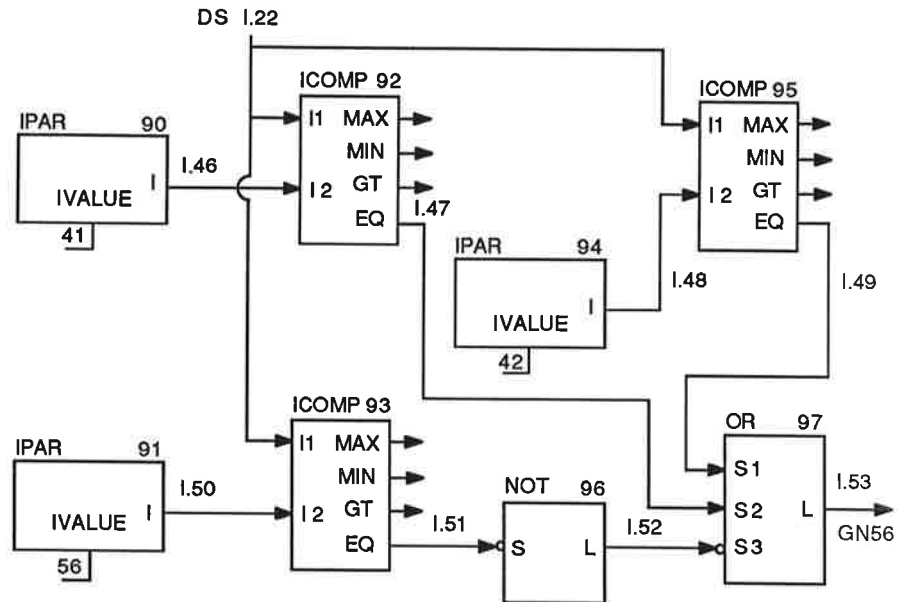 DS I.22
ICOMP 92
I1 MAX
MIN
I2 GT
EQ
I.47
IPAR 90
I
IVALUE
41
I.46
ICOMP 95
I1 MAX
MIN
I2 GT
EQ
I.49
IPAR 94
I
IVALUE
42
I.48
ICOMP 93
I1 MAX
MIN
I2 GT
EQ
I.51
IPAR 91
I
IVALUE
56
I.50
NOT 96
S L
I.52
OR 97
S1
S2 L
S3
I.53
GN56